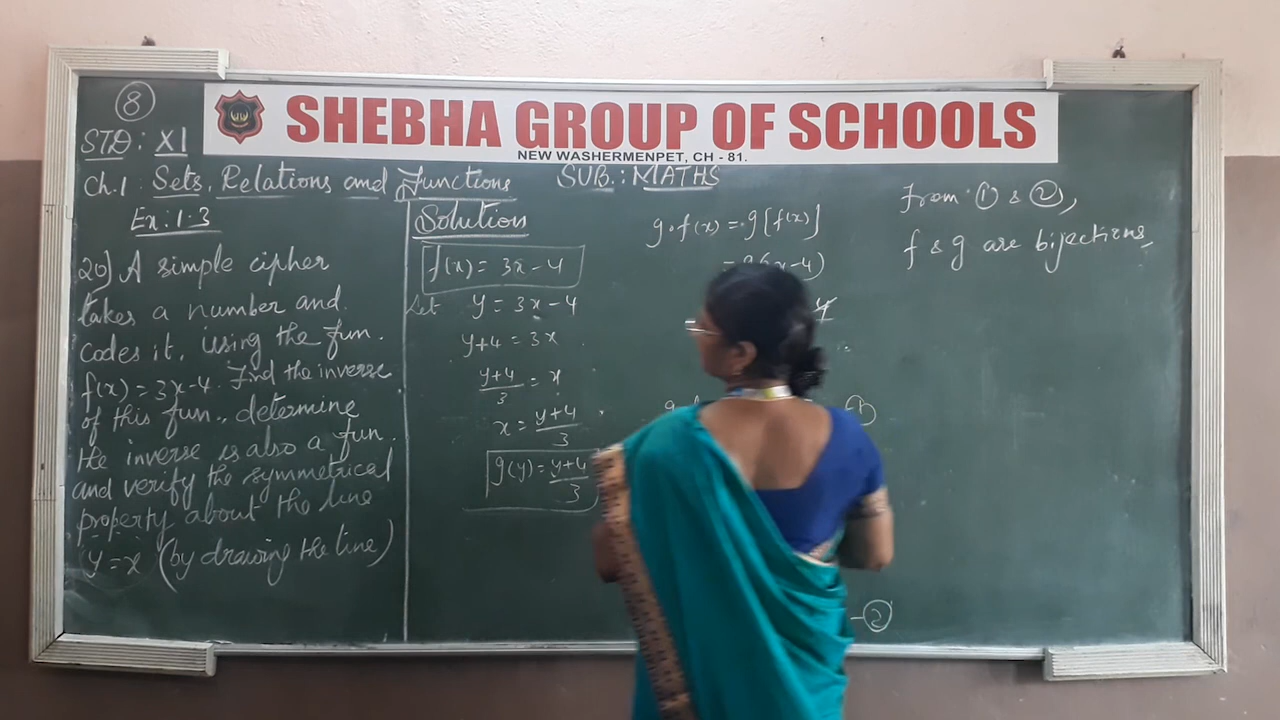 8
SHEBHA GROUP OF SCHOOLS
NEW WASHERMENPET, CH - 81.
STD: XI
Ch.1 Sets, Relations and Functions
SUB.: MATHS
Ex: 1.3
20) A simple cipher
takes a number and
codes it, using the fun.
f(x) = 3x-4. Find the inverse
of this fun., determine
the inverse is also a fun.
and verify the symmetrical
property about the line
y = x (by drawing the line)
Solution
f(x) = 3x - 4
Let y = 3x - 4
y+4 = 3x
y+4/3 = x
x = y+4/3
g(y) = y+4/3
g∘f(x) = g[f(x)]
1
- 2
From 1 & 2,
f & g are bijections,